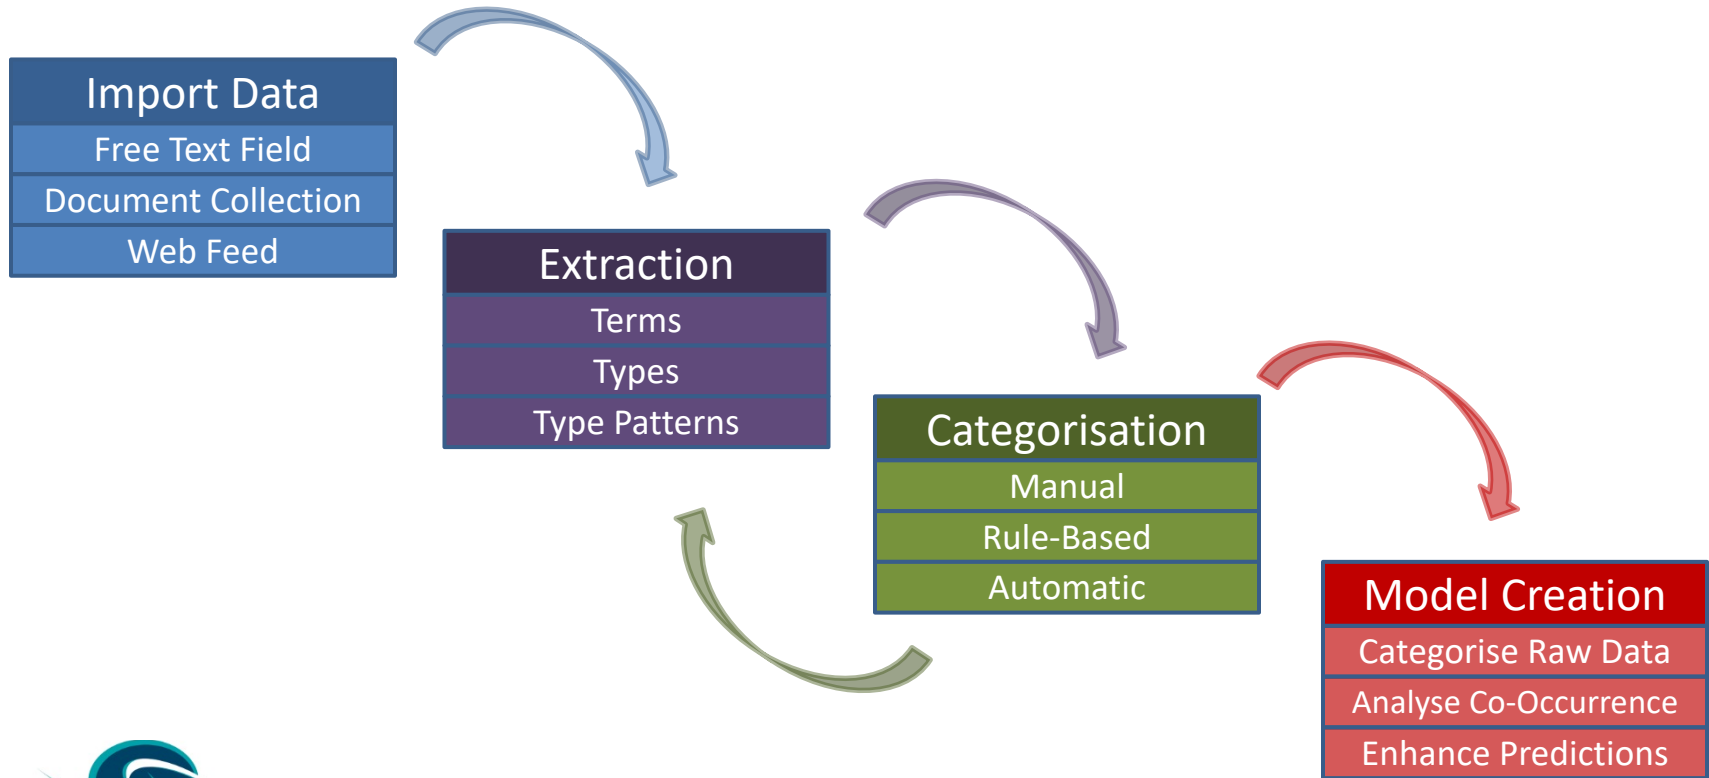 Import Data
Free Text Field
Document Collection
Web Feed
Extraction
Terms
Types
Type Patterns
Categorisation
Manual
Rule-Based
Automatic
Model Creation
Categorise Raw Data
Analyse Co-Occurrence
Enhance Predictions